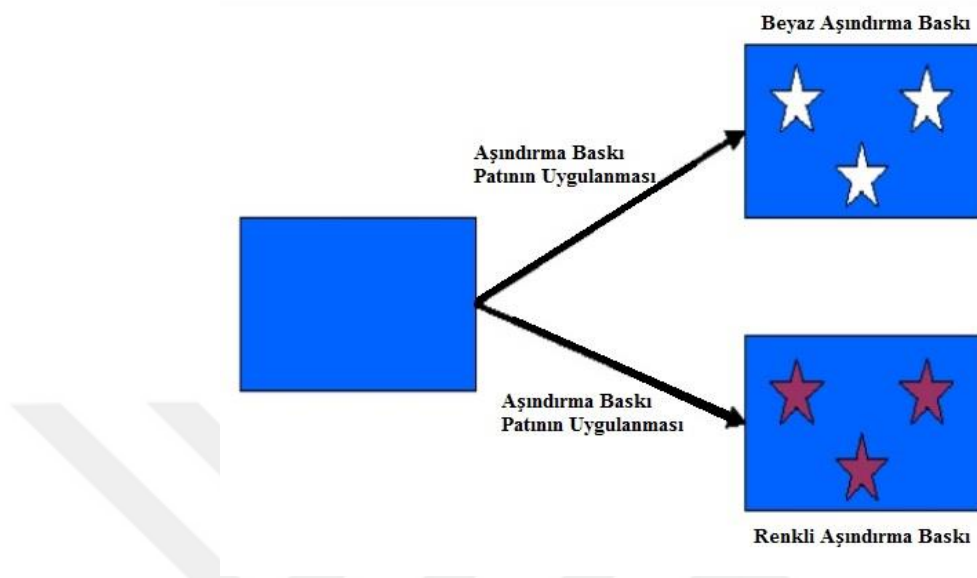 Beyaz Aşındırma Baskı
Aşındırma Baskı
Patının Uygulanması
Aşındırma Baskı
Patının Uygulanması
Renkli Aşındırma Baskı